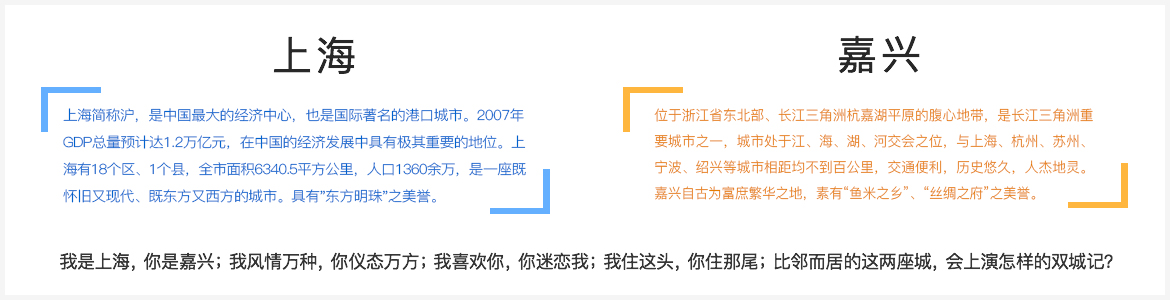 上海
上海简称沪，是中国最大的经济中心，也是国际著名的港口城市。2007年
GDP总量预计达1.2万亿元，在中国的经济发展中具有极其重要的地位。上
海有18个区、1个县，全市面积6340.5平方公里，人口1360余万，是一座既
怀旧又现代、既东方又西方的城市。具有”东方明珠”之美誉。
嘉兴
位于浙江省东北部、长江三角洲杭嘉湖平原的腹心地带，是长江三角洲重
要城市之一，城市处于江、海、湖、河交会之位，与上海、杭州、苏州、
宁波、绍兴等城市相距均不到百公里，交通便利，历史悠久，人杰地灵。
嘉兴自古为富庶繁华之地，素有“鱼米之乡”、“丝绸之府”之美誉。
我是上海，你是嘉兴；我风情万种，你仪态万方；我喜欢你，你迷恋我；我住这头，你住那尾；比邻而居的这两座城，会上演怎样的双城记？